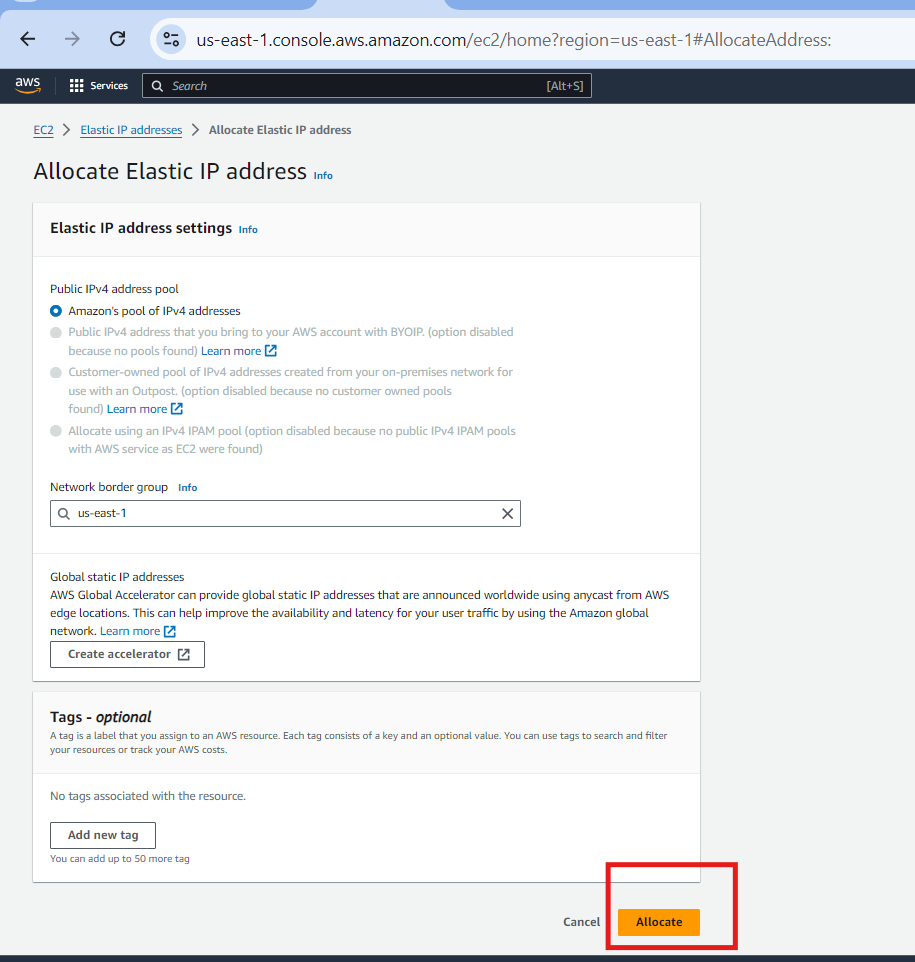 us-east-1.console.aws.amazon.com/ec2/home?region=us-east-1#AllocateAddress:
aws
Services
Search
[Alt+S]
EC2 > Elastic IP addresses > Allocate Elastic IP address
Allocate Elastic IP address Info
Elastic IP address settings Info
Public IPv4 address pool
Amazon's pool of IPv4 addresses
Public IPv4 address that you bring to your AWS account with BYOIP. (option disabled
because no pools found) Learn more
Customer-owned pool of IPv4 addresses created from your on-premises network for
use with an Outpost. (option disabled because no customer owned pools
found) Learn more
Allocate using an IPv4 IPAM pool (option disabled because no public IPv4 IPAM pools
with AWS service as EC2 were found)
Network border group Info
us-east-1
Global static IP addresses
AWS Global Accelerator can provide global static IP addresses that are announced worldwide using anycast from AWS
edge locations. This can help improve the availability and latency for your user traffic by using the Amazon global
network. Learn more
Create accelerator
Tags - optional
A tag is a label that you assign to an AWS resource. Each tag consists of a key and an optional value. You can use tags to search and filter
your resources or track your AWS costs.
No tags associated with the resource.
Add new tag
You can add up to 50 more tag
Cancel
Allocate